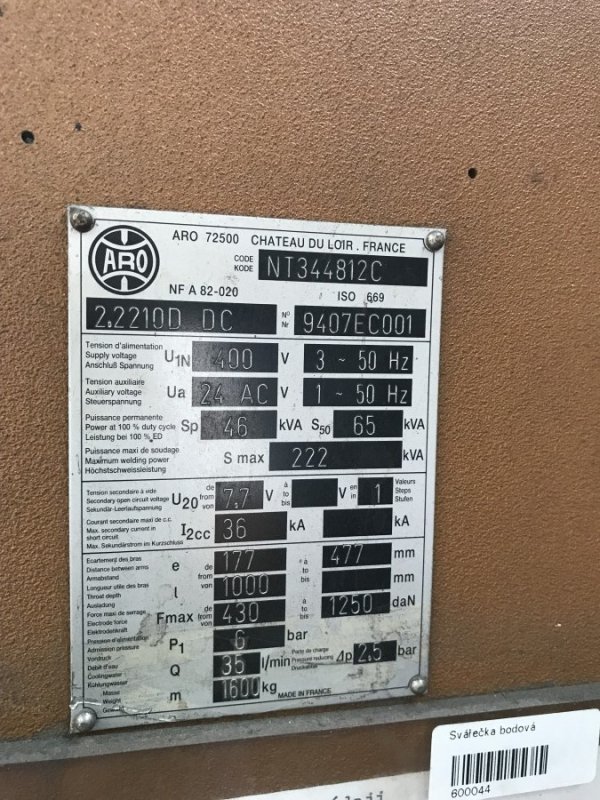 ARO
ARO 72500 CHATEAU DU LOIR . FRANCE
CODE
KODE NT344812C
NF A 82-020 ISO 669
2.2210D DC N° Nr 9407EC001
Tension d'alimentation
Supply voltage U1N 400 V 3 ~ 50 Hz
Anschluß Spannung
Tension auxiliaire
Auxiliary voltage Ua 24 AC V 1 ~ 50 Hz
Steuerspannung
Puissance permanente
Power at 100 % duty cycle Sp 46 kVA S50 65 kVA
Leistung bei 100 % ED
Puissance maxi de soudage
Maximum welding power S max 222 kVA
Höchstschweissleistung
Tension secondaire à vide de à Valeurs
Secondary open circuit voltage U20 from 7,7 V to V en in 1 Steps
Sekundär-Leerlaufspannung von bis Stufen
Courant secondaire maxi de c.c.
Max. secondary current in I2cc 36 kA kA
short circuit
Max. Sekundärstrom im Kurzschluss
Ecartement des bras de à
Distance between arms e from 177 to 477 mm
Armabstand von bis
Longueur utile des bras de à
Throat depth l from 1000 to mm
Ausladung von bis
Force maxi de serrage de à
Electrode force Fmax from 430 to 1250 daN
Elektrodenkraft von bis
Pression d'alimentation
Admission pressure P1 6 bar
Vordruck
Débit d'eau Perte de charge
Coolingwater Q 35 l/min Pressure reducing Δp 2,5 bar
Kühlungwasser
Masse
Weight m 1600 kg MADE IN FRANCE
Svářečka bodová
600044